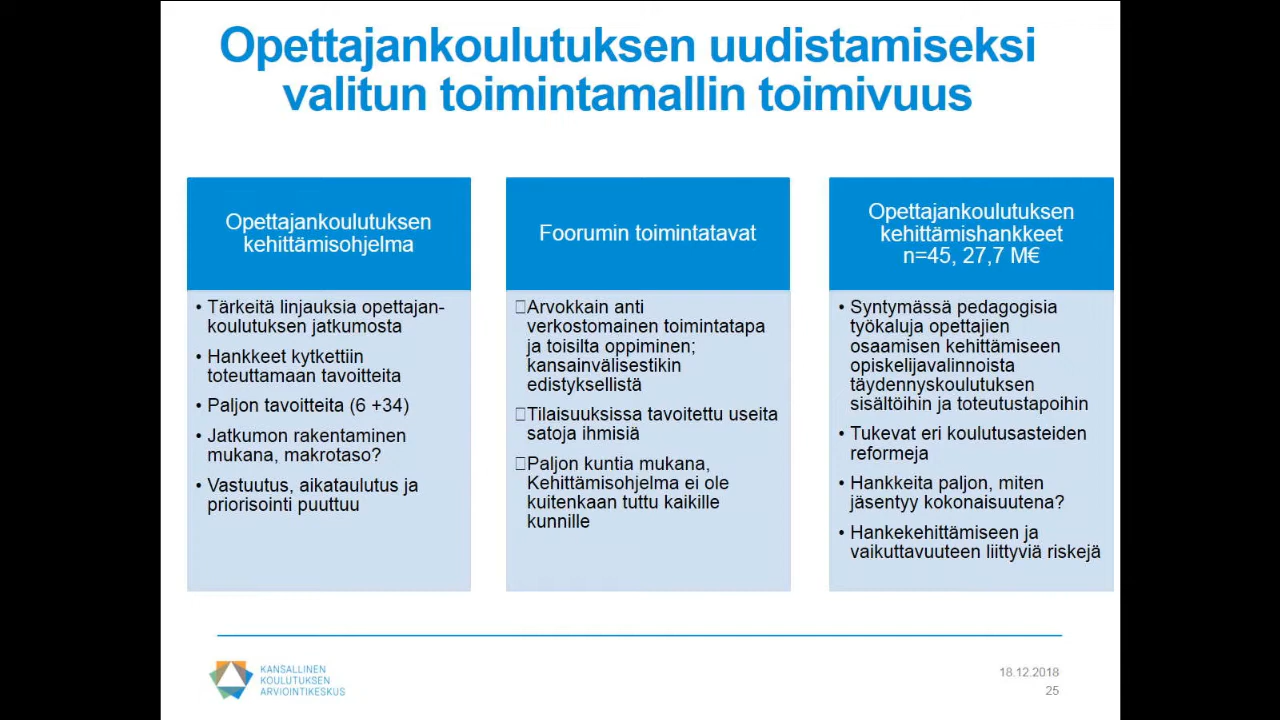 Opettajankoulutuksen uudistamiseksi
valitun toimintamallin toimivuus
Opettajankoulutuksen
kehittämisohjelma
• Tärkeitä linjauksia opettajan-
koulutuksen jatkumosta
• Hankkeet kytkettiin
toteuttamaan tavoitteita
• Paljon tavoitteita (6 +34)
• Jatkumon rakentaminen
mukana, makrotaso?
• Vastuutus, aikataulutus ja
priorisointi puuttuu
Foorumin toimintatavat
Arvokkain anti
verkostomainen toimintatapa
ja toisilta oppiminen;
kansainvälisestikin
edistyksellistä
Tilaisuuksissa tavoitettu useita
satoja ihmisiä
Paljon kuntia mukana,
Kehittämisohjelma ei ole
kuitenkaan tuttu kaikille
kunnille
Opettajankoulutuksen
kehittämishankkeet
n=45, 27,7 M€
• Syntymässä pedagogisia
työkaluja opettajien
osaamisen kehittämiseen
opiskelijavalinnoista
täydennyskoulutuksen
sisältöihin ja toteutustapoihin
• Tukevat eri koulutusasteiden
reformeja
• Hankkeita paljon, miten
jäsentyy kokonaisuutena?
• Hankekehittämiseen ja
vaikuttavuuteen liittyviä riskejä
KANSALLINEN
KOULUTUKSEN
ARVIOINTIKESKUS
18.12.2018
25